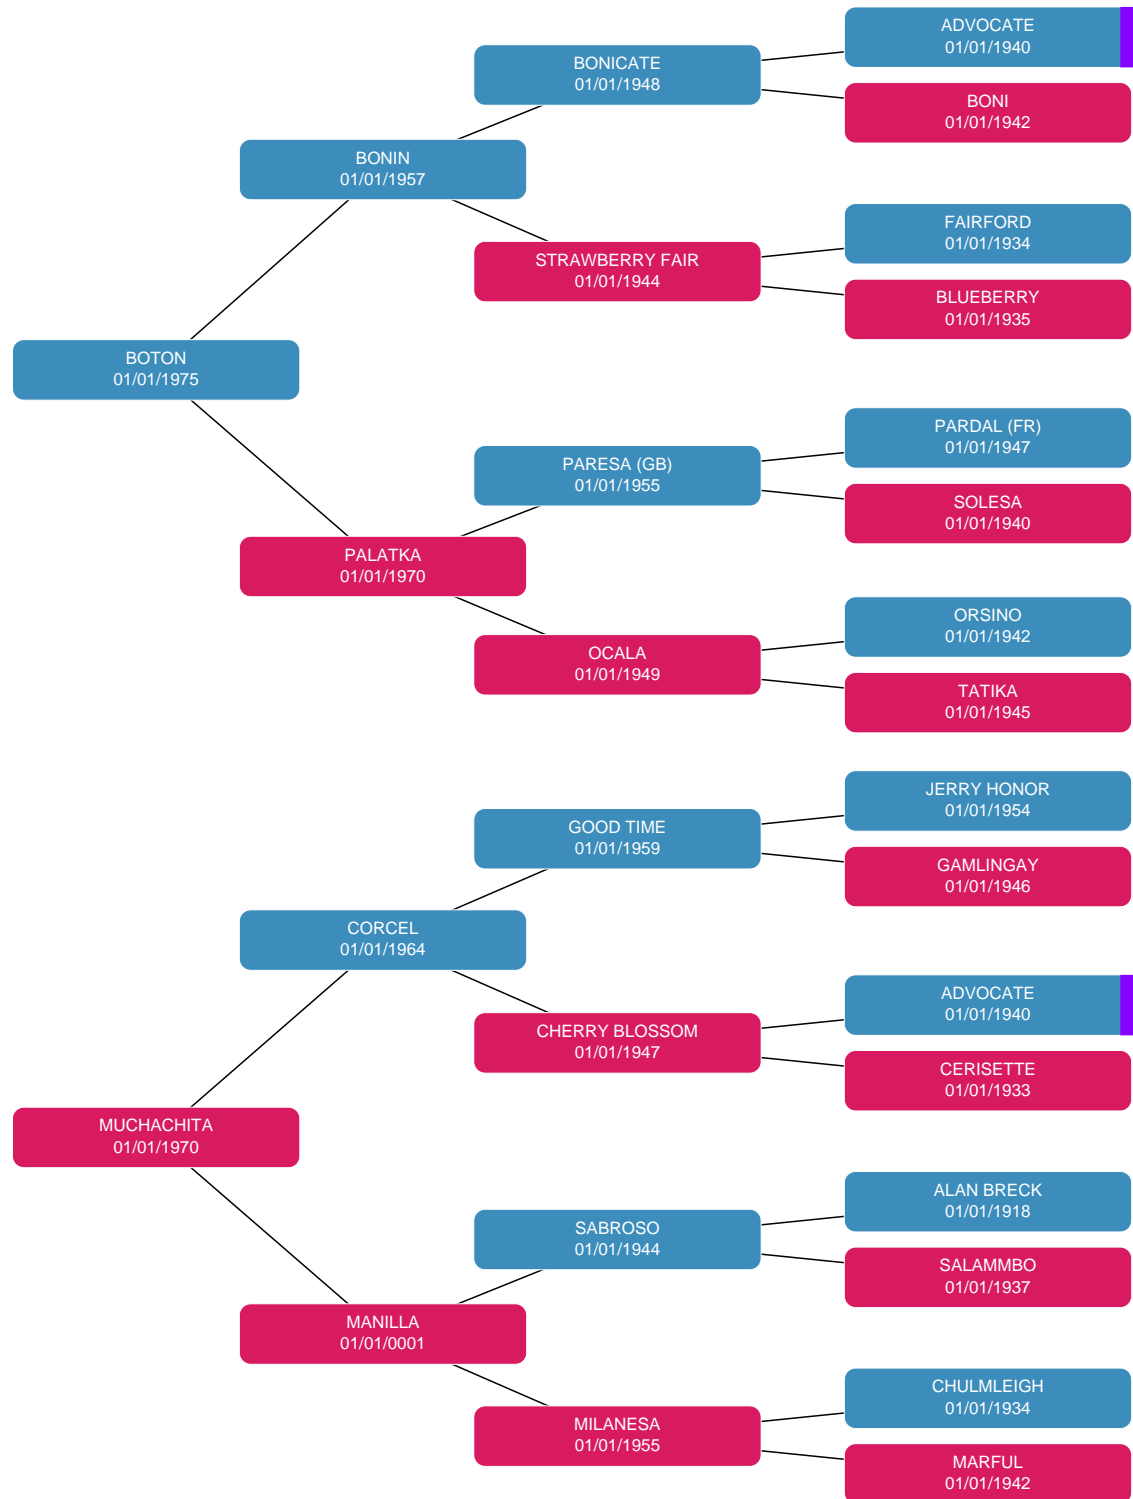 ADVOCATE
01/01/1940
BONICATE
01/01/1948
BONI
01/01/1942
BONIN
01/01/1957
FAIRFORD
01/01/1934
STRAWBERRY FAIR
01/01/1944
BLUEBERRY
01/01/1935
BOTON
01/01/1975
PARDAL (FR)
01/01/1947
PARESA (GB)
01/01/1955
SOLESA
01/01/1940
PALATKA
01/01/1970
ORSINO
01/01/1942
OCALA
01/01/1949
TATIKA
01/01/1945
JERRY HONOR
01/01/1954
GOOD TIME
01/01/1959
GAMLINGAY
01/01/1946
CORCEL
01/01/1964
ADVOCATE
01/01/1940
CHERRY BLOSSOM
01/01/1947
CERISETTE
01/01/1933
MUCHACHITA
01/01/1970
ALAN BRECK
01/01/1918
SABROSO
01/01/1944
SALAMMBO
01/01/1937
MANILLA
01/01/0001
CHULMLEIGH
01/01/1934
MILANESA
01/01/1955
MARFUL
01/01/1942